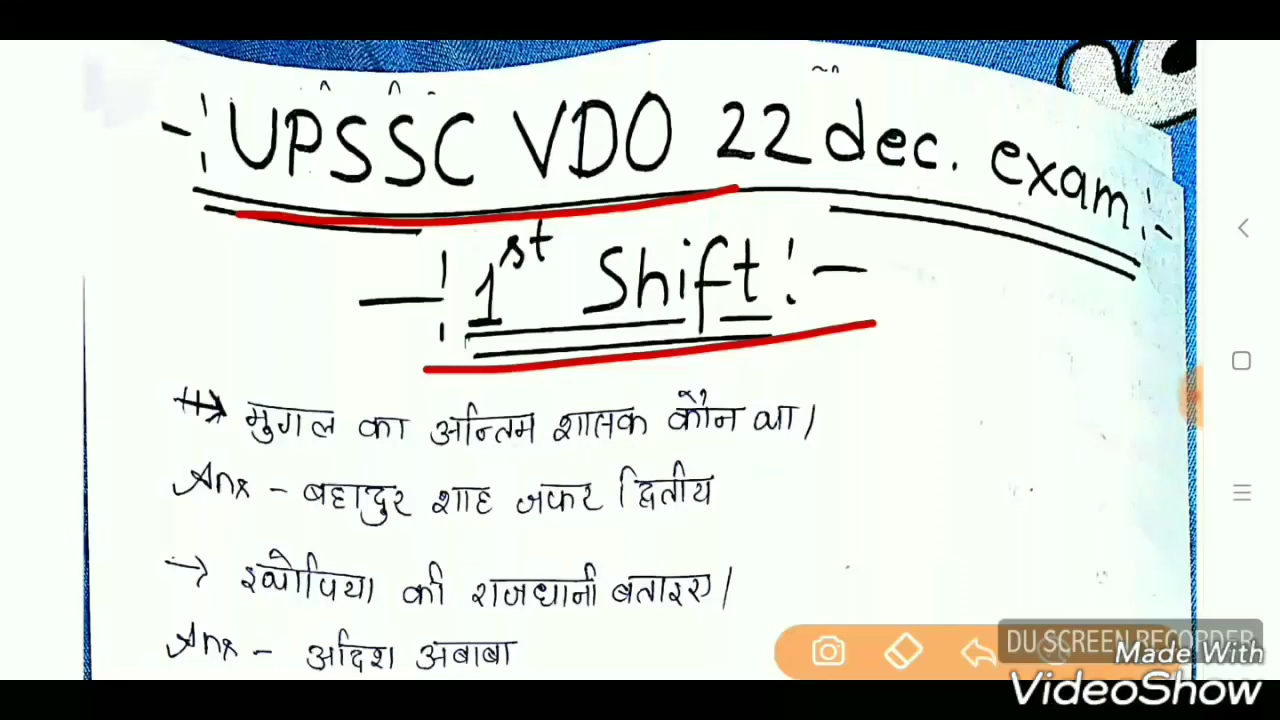 -: UPSSC VDO 22 dec. exam :-
-: 1st Shift :-
→ मुगल का अन्तिम शासक कौन था।
Ans - बहादुर शाह जफर द्वितीय
→ इथोपिया की राजधानी बताइए।
Ans - आदिश अबाबा
DU SCREEN RECORDER
Made With
VideoShow